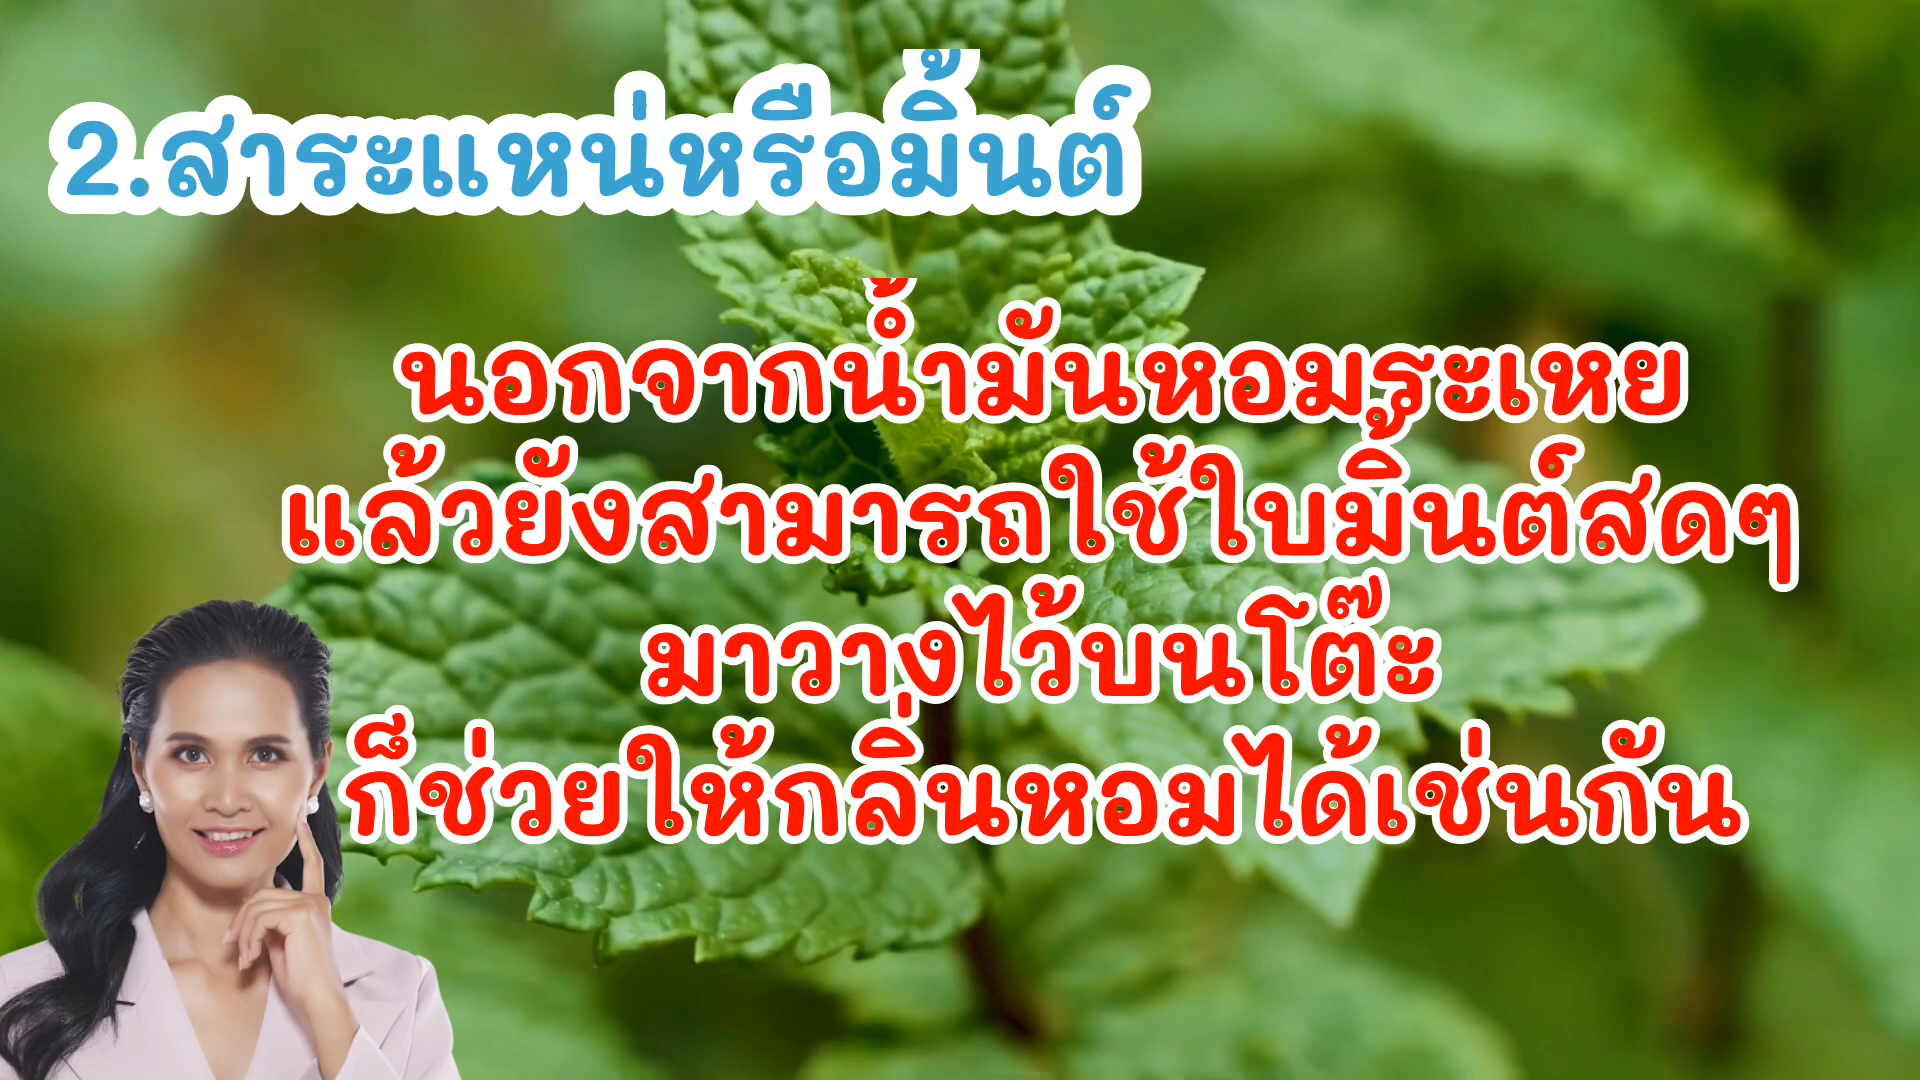 2.สาระแหน่หรือมิ้นต์
นอกจากน้ำมันหอมระเหย
แล้วยังสามารถใช้ใบมิ้นต์สดๆ
มาวางไว้บนโต๊ะ
ก็ช่วยให้กลิ่นหอมได้เช่นกัน